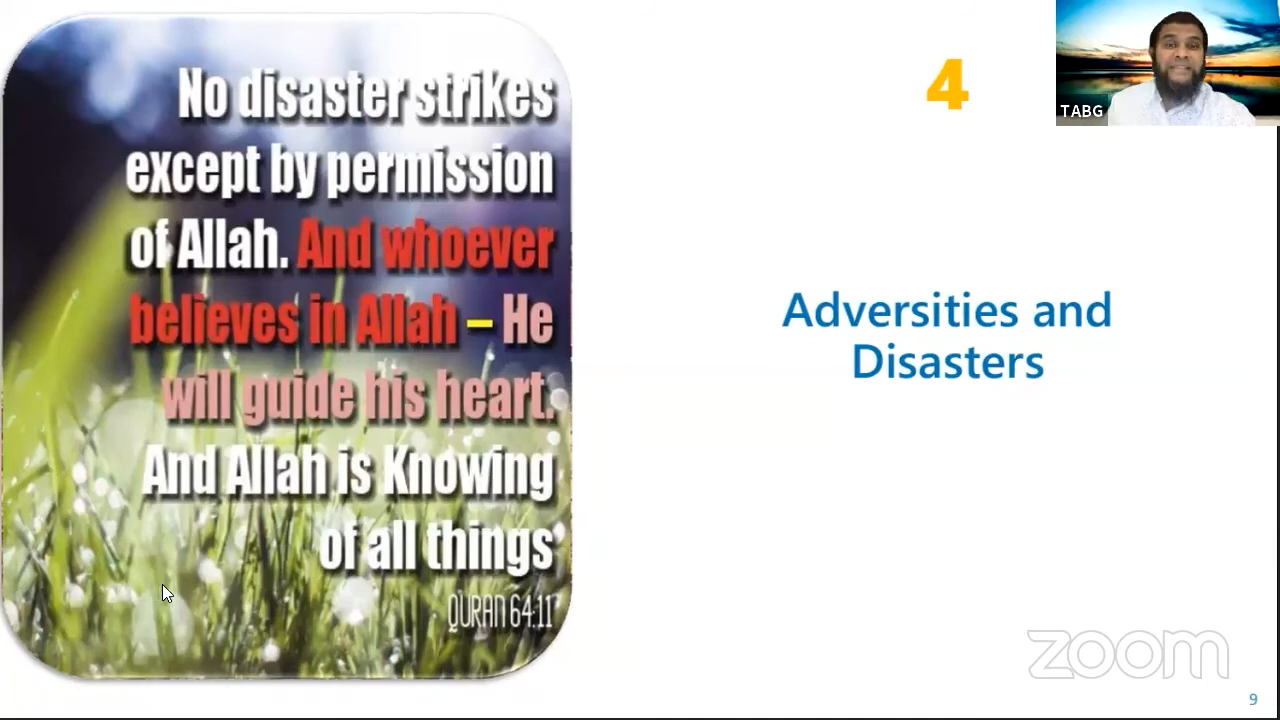 No disaster strikes
except by permission
of Allah. And whoever
believes in Allah – He
will guide his heart.
And Allah is Knowing
of all things
QURAN 64:11
4
Adversities and
Disasters
TABG
zoom
9